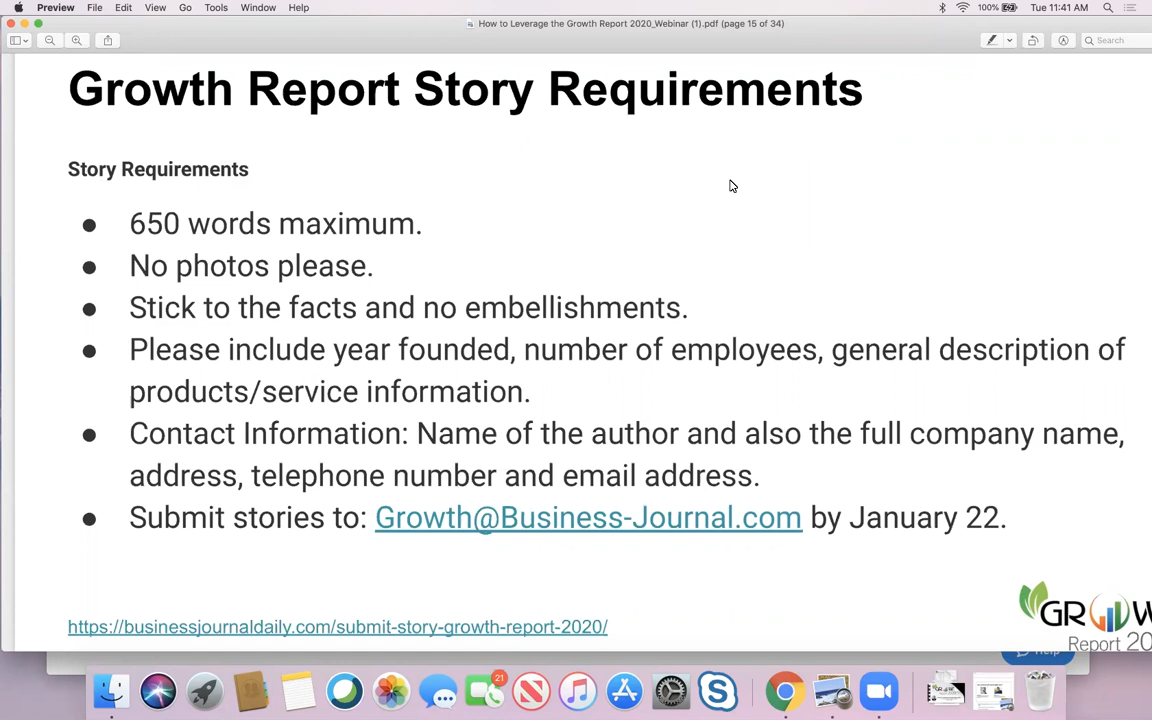 Preview File Edit View Go Tools Window Help 100% Tue 11:41 AM
How to Leverage the Growth Report 2020_Webinar (1).pdf (page 15 of 34)
Search
Growth Report Story Requirements
Story Requirements
● 650 words maximum.
● No photos please.
● Stick to the facts and no embellishments.
● Please include year founded, number of employees, general description of
products/service information.
● Contact Information: Name of the author and also the full company name,
address, telephone number and email address.
● Submit stories to: Growth@Business-Journal.com by January 22.
GROW
https://businessjournaldaily.com/submit-story-growth-report-2020/
Report 20
Help
21